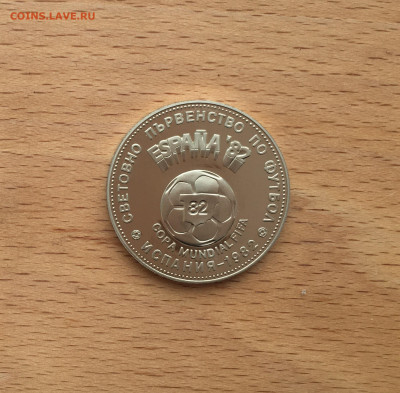 COINS.LAVE.RU
СВЕТОВНО ПЪРВЕНСТВО ПО ФУТБОЛ
ESPAÑA '82
82
COPA MUNDIAL FIFA
ИСПАНИЯ-1982